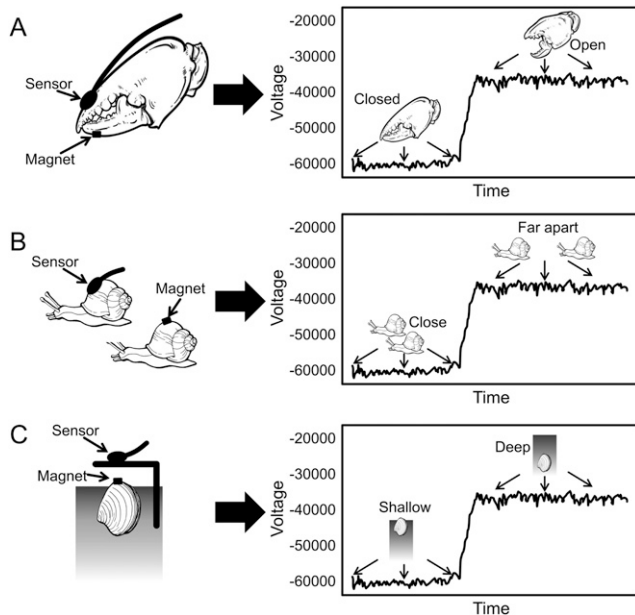 A
Sensor
Magnet
Voltage
-20000
-30000
-40000
-50000
-60000
Closed
Open
Time
B
Sensor
Magnet
Voltage
-20000
-30000
-40000
-50000
-60000
Close
Far apart
Time
C
Sensor
Magnet
Voltage
-20000
-30000
-40000
-50000
-60000
Shallow
Deep
Time